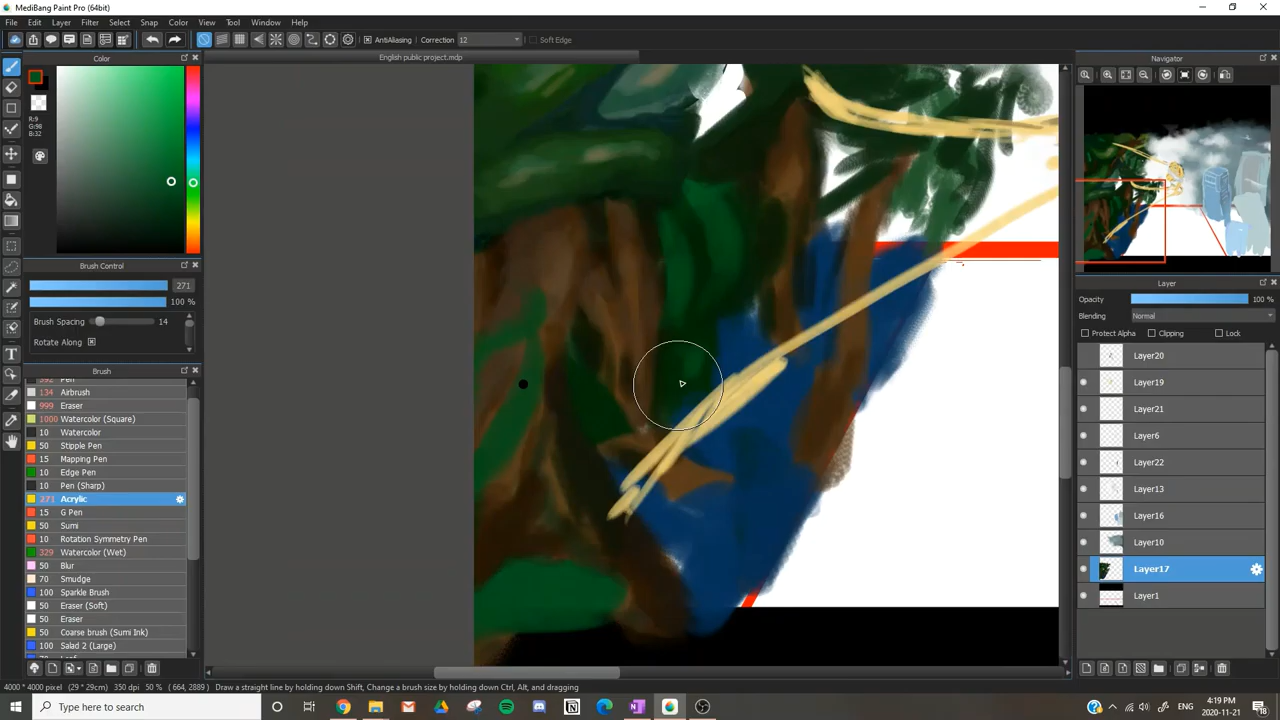 MediBang Paint Pro (64bit)
File Edit Layer Filter Select Snap Color View Tool Window Help
AntiAliasing Correction 12 Soft Edge
Color
English public project.mdp
Navigator
R:9
G:96
B:32
Brush Control
271
100 %
Brush Spacing 14
Rotate Along
Brush
392 Pen
134 Airbrush
999 Eraser
1000 Watercolor (Square)
10 Watercolor
50 Stipple Pen
15 Mapping Pen
10 Edge Pen
10 Pen (Sharp)
271 Acrylic
15 G Pen
50 Sumi
10 Rotation Symmetry Pen
329 Watercolor (Wet)
50 Blur
70 Smudge
100 Sparkle Brush
50 Eraser (Soft)
50 Eraser
50 Coarse brush (Sumi Ink)
100 Salad 2 (Large)
Layer
Opacity 100 %
Blending Normal
Protect Alpha Clipping Lock
Layer20
Layer19
Layer21
Layer6
Layer22
Layer13
Layer16
Layer10
Layer17
Layer1
4000 * 4000 pixel (29 * 29cm) 350 dpi 50 % ( 664, 2889 ) Draw a straight line by holding down Shift, Change a brush size by holding down Ctrl, Alt, and dragging
Type here to search
ENG
4:19 PM
2020-11-21
18